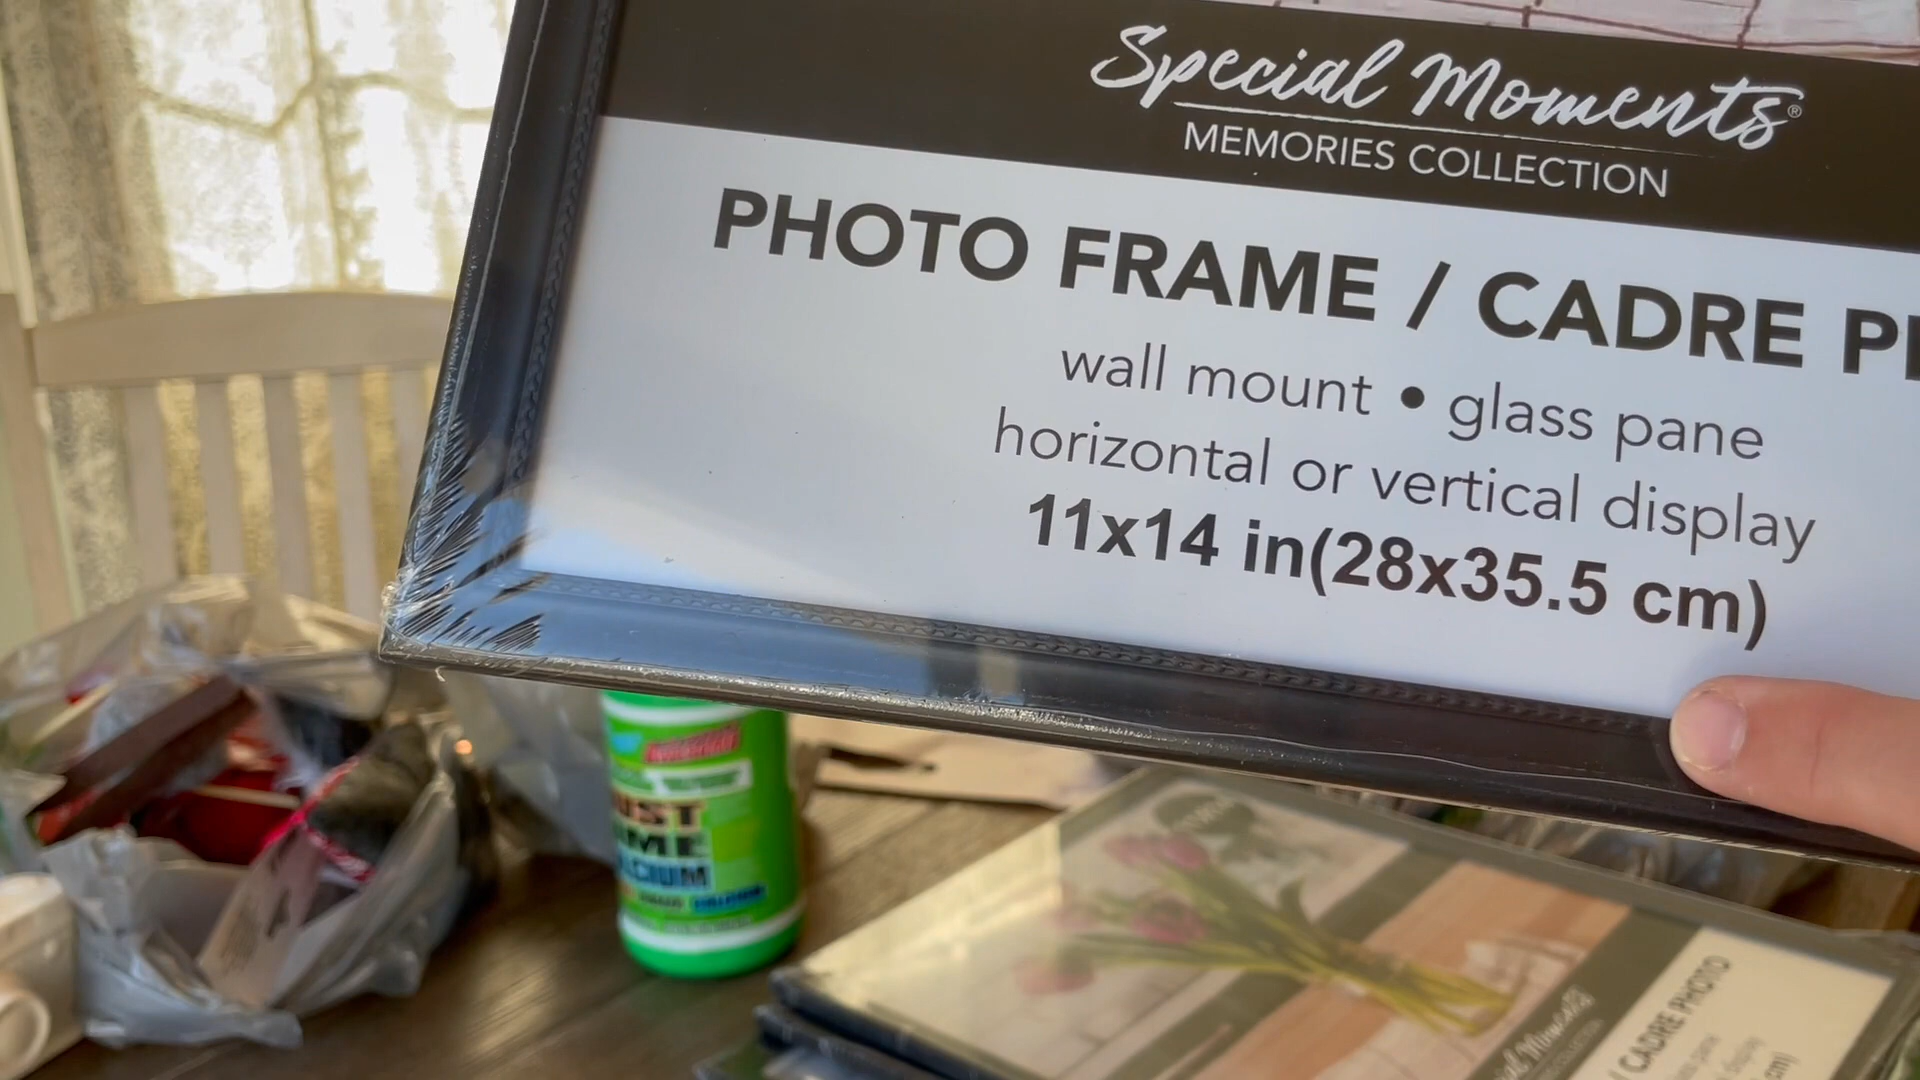 Special Moments®
MEMORIES COLLECTION
PHOTO FRAME / CADRE
wall mount • glass pane
horizontal or vertical display
11x14 in(28x35.5 cm)
CADRE PHOTO
cm)